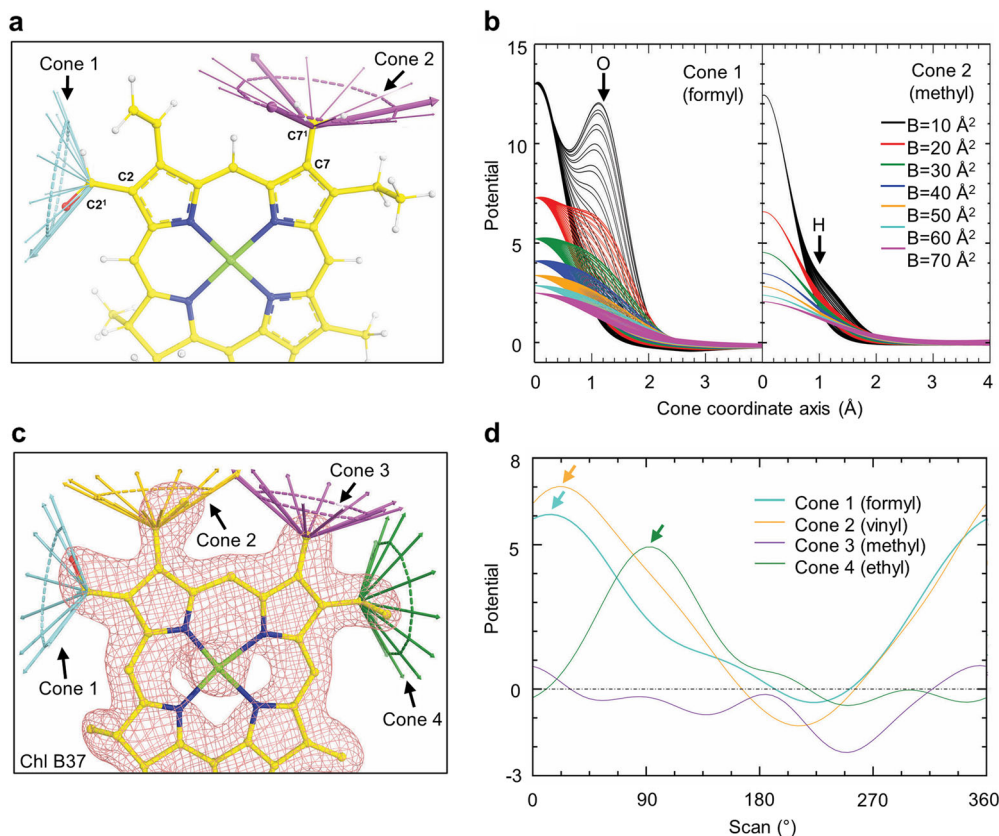 a
Cone 1
Cone 2
C7¹
C2
C7
C2¹
b
15
10
5
0
Potential
O
Cone 1
(formyl)
H
Cone 2
(methyl)
B=10 Å²
B=20 Å²
B=30 Å²
B=40 Å²
B=50 Å²
B=60 Å²
B=70 Å²
0 1 2 3 0 1 2 3 4
Cone coordinate axis (Å)
c
Cone 3
Cone 2
Cone 1
Cone 4
Chl B37
d
8
5
0
-3
Potential
Cone 1 (formyl)
Cone 2 (vinyl)
Cone 3 (methyl)
Cone 4 (ethyl)
0 90 180 270 360
Scan (°)